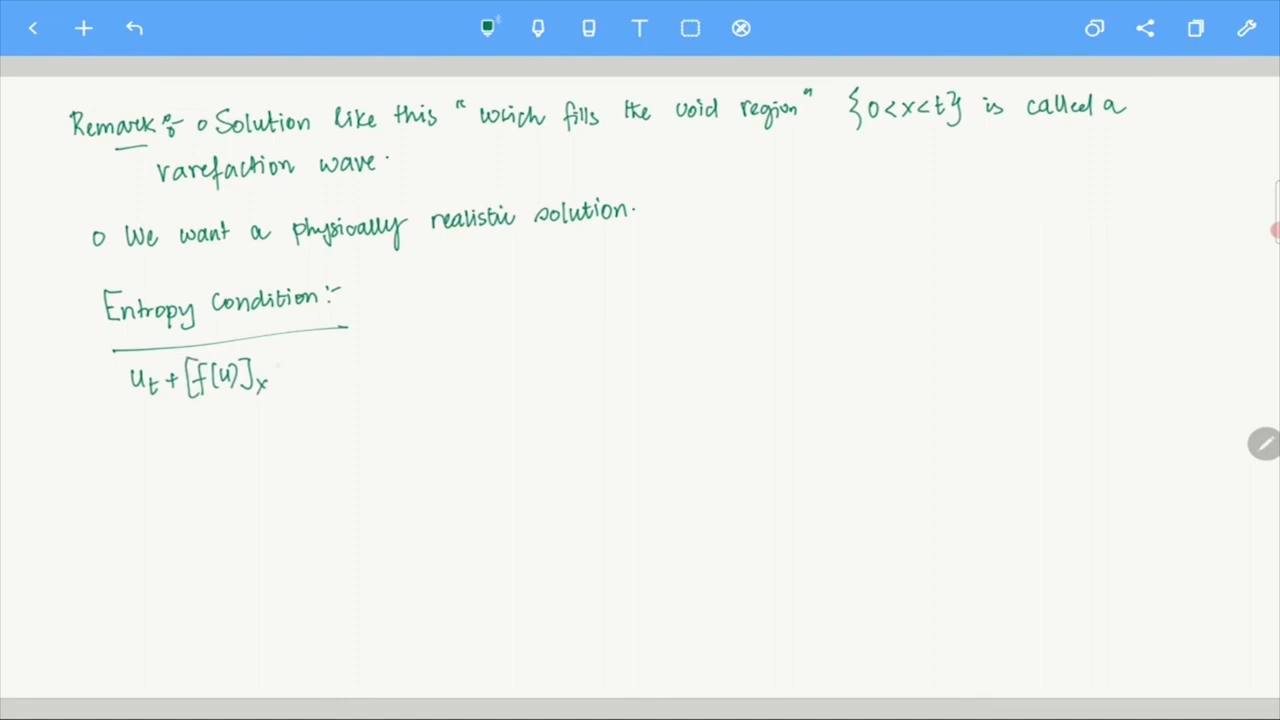 Remark :- o Solution like this "which fills the void region" {0<x<t} is called a
rarefaction wave.
o We want a physically realistic solution.
Entropy Condition :-
u_t + [f(u)]_x